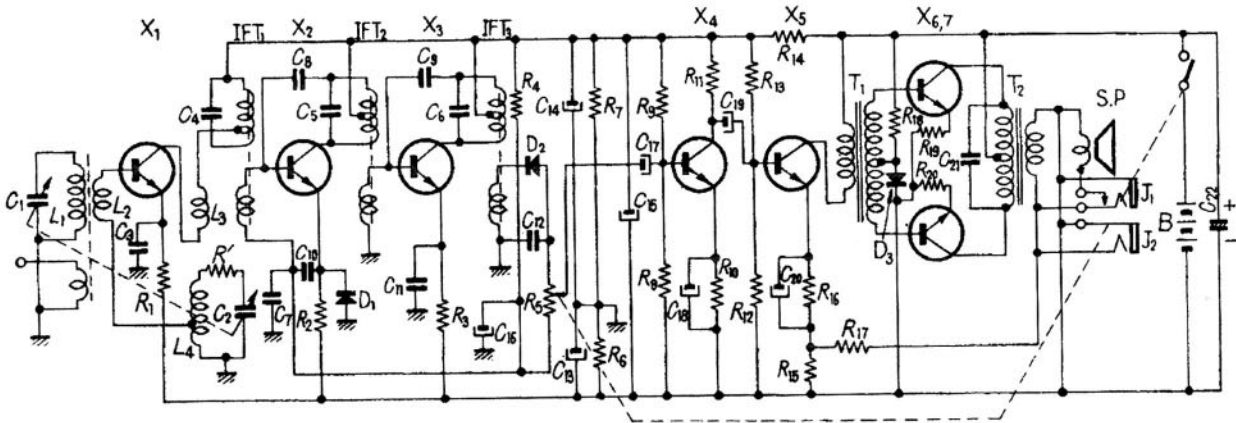 X₁ IFT₁ X₂ IFT₂ X₃ IFT₃ X₄ X₅ X₆,₇
R₁₄
C₈ C₉ R₄ R₁₁ R₁₃
C₄ C₅ C₆ C₁₄ R₇ R₉ C₁₉ T₁ T₂ S.P
R₁₈
D₂ C₁₇ R₁₉ C₂₁
C₁ L₁ L₂ L₃ C₁₂ C₁₅ R₂₀ J₁
C₃ R' C₁₀ D₃ J₂ B C₂₂ + −
R₁ C₂ C₇ R₂ D₁ C₁₁ R₃ R₅ R₈ C₁₈ R₁₀ R₁₂ C₂₀ R₁₆
L₄ C₁₆ C₁₃ R₆ R₁₇
R₁₅